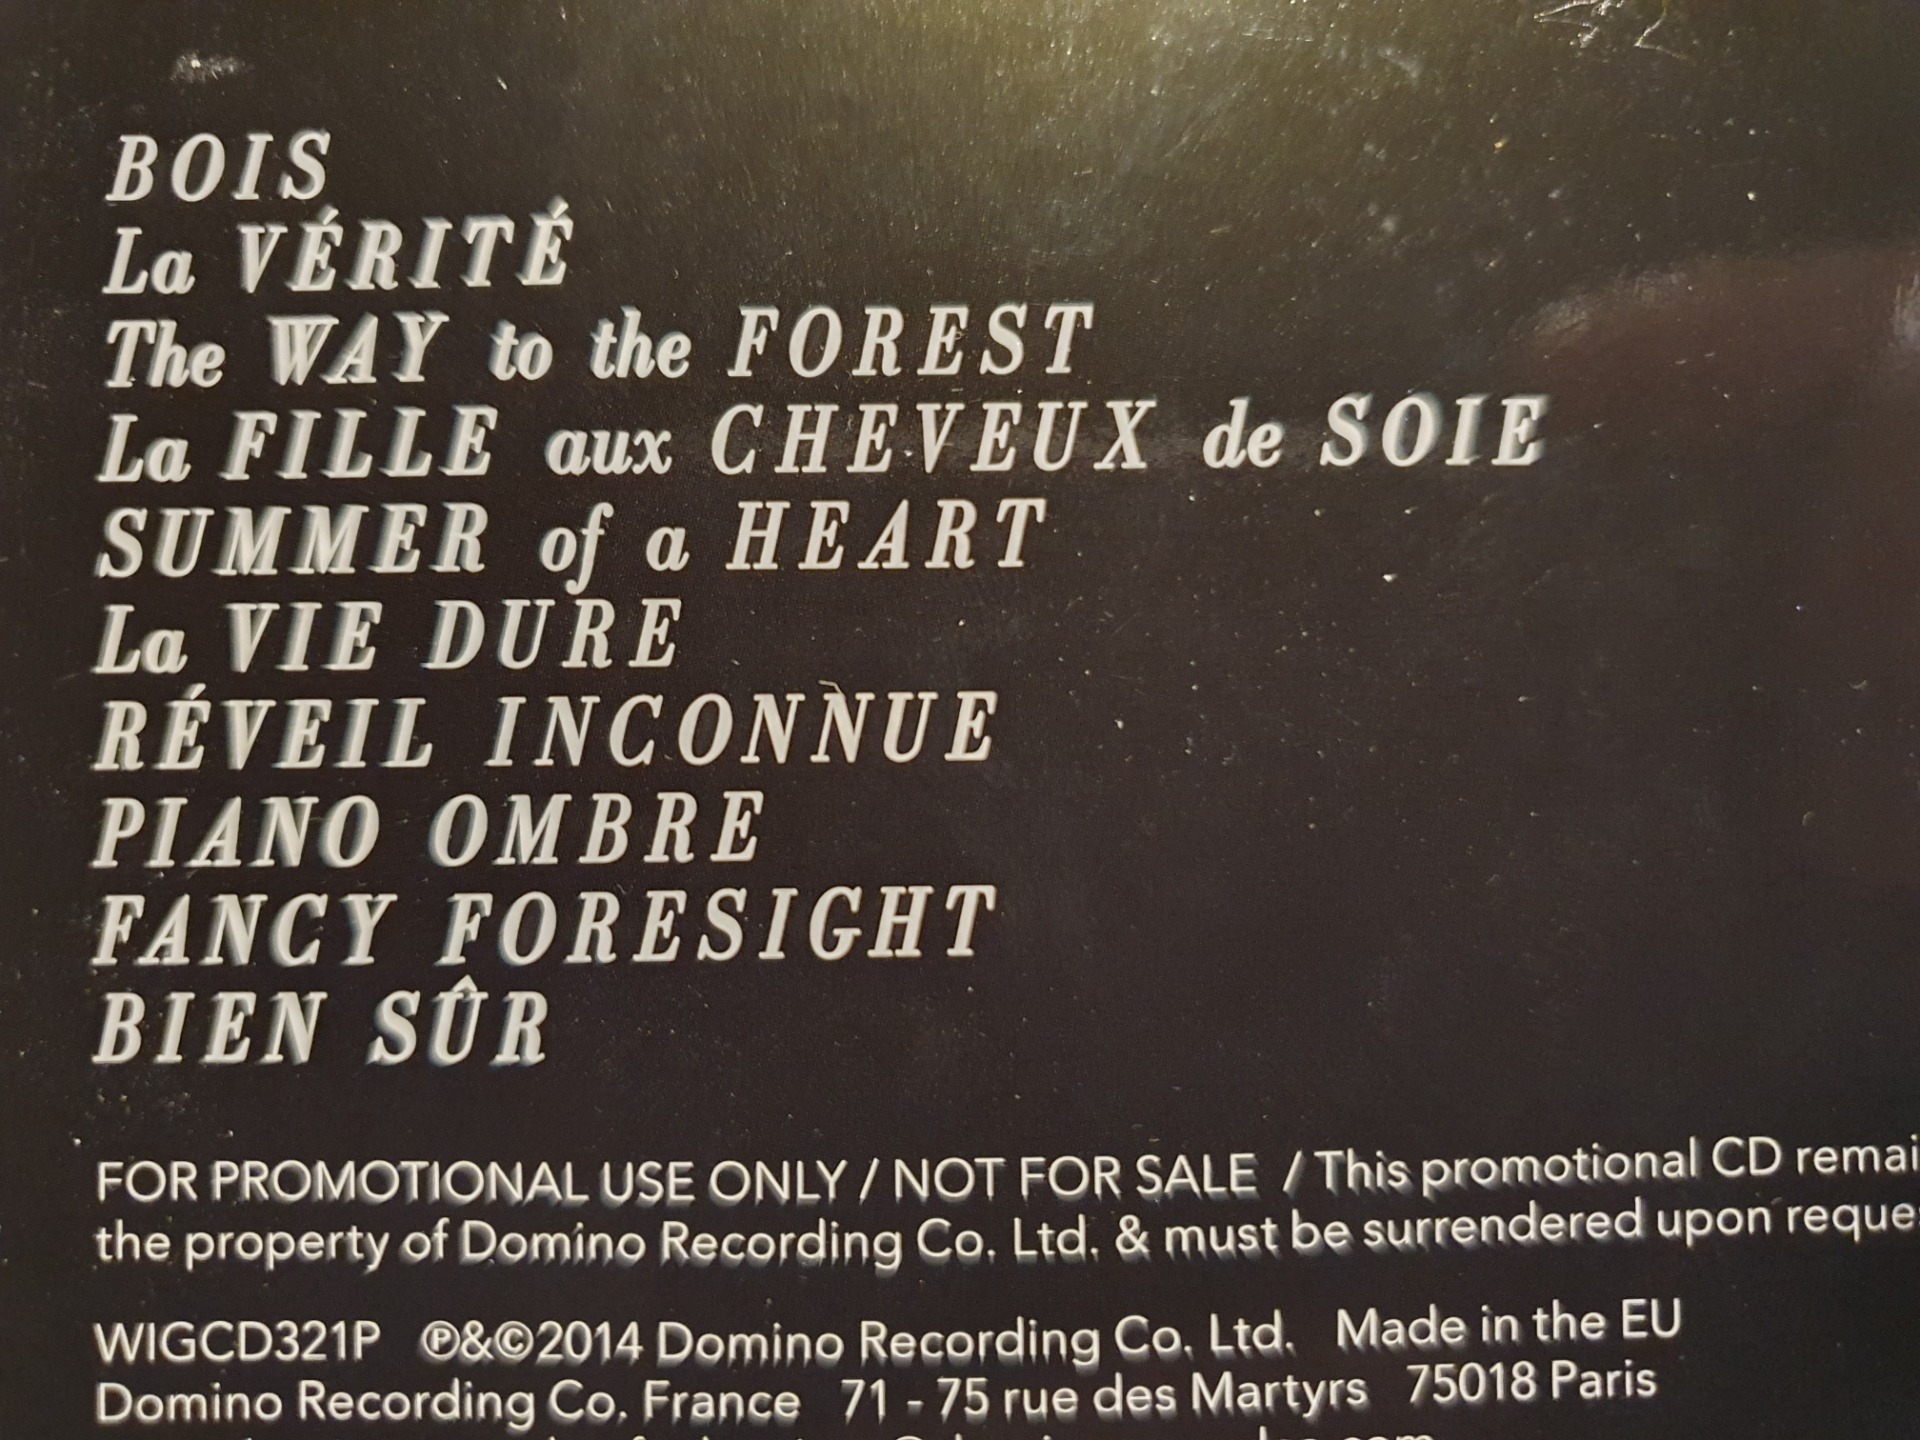 BOIS
La VÉRITÉ
The WAY to the FOREST
La FILLE aux CHEVEUX de SOIE
SUMMER of a HEART
La VIE DURE
RÉVEIL INCONNUE
PIANO OMBRE
FANCY FORESIGHT
BIEN SÛR
FOR PROMOTIONAL USE ONLY / NOT FOR SALE / This promotional CD remai
the property of Domino Recording Co. Ltd. & must be surrendered upon reque
WIGCD321P ℗&©2014 Domino Recording Co. Ltd. Made in the EU
Domino Recording Co. France 71 - 75 rue des Martyrs 75018 Paris